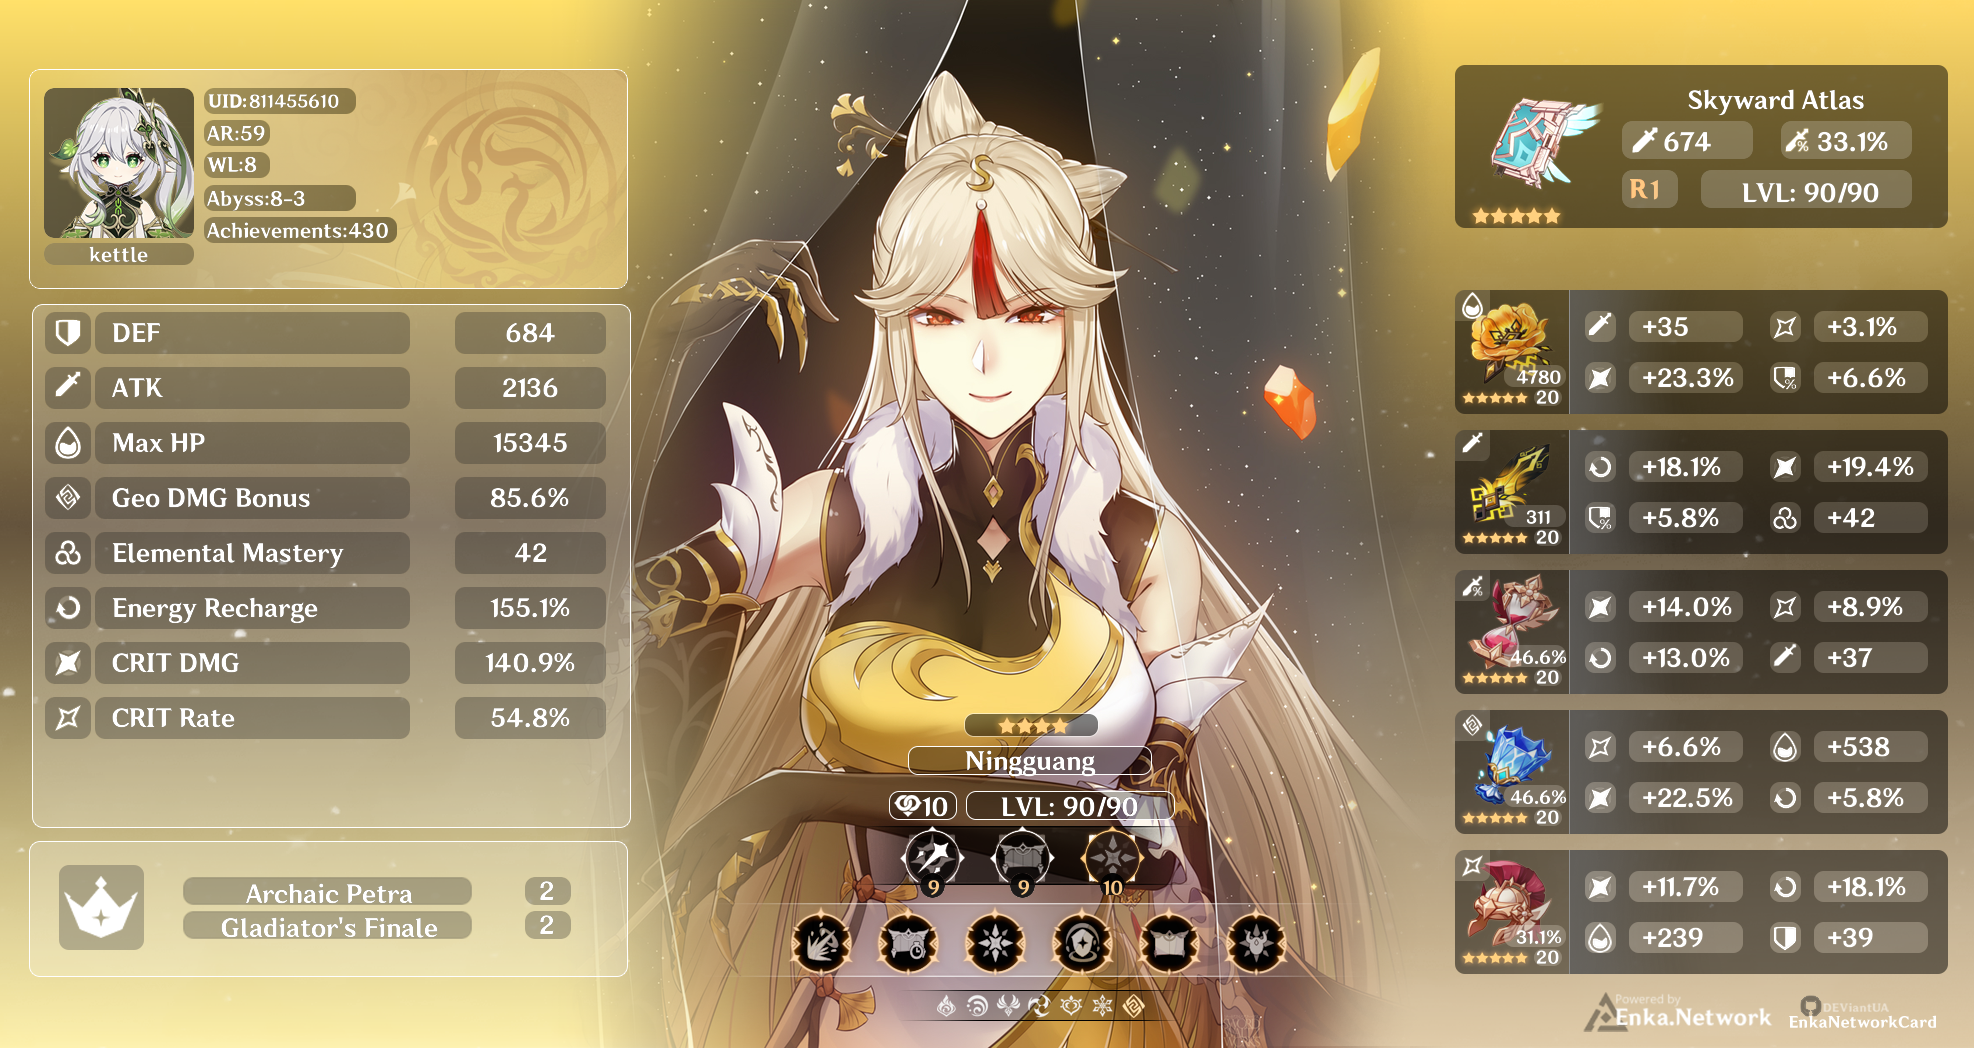 UID:811455610
AR:59
WL:8
Abyss:8-3
Achievements:430
kettle
DEF 684
ATK 2136
Max HP 15345
Geo DMG Bonus 85.6%
Elemental Mastery 42
Energy Recharge 155.1%
CRIT DMG 140.9%
CRIT Rate 54.8%
Archaic Petra 2
Gladiator's Finale 2
Ningguang
10 LVL: 90/90
9 9 10
Skyward Atlas
674 33.1%
R1 LVL: 90/90
+35 +3.1%
+23.3% +6.6%
4780
20
+18.1% +19.4%
+5.8% +42
311
20
+14.0% +8.9%
+13.0% +37
46.6%
20
+6.6% +538
+22.5% +5.8%
46.6%
20
+11.7% +18.1%
+239 +39
31.1%
20
Powered by
Enka.Network
DEViantUA
EnkaNetworkCard